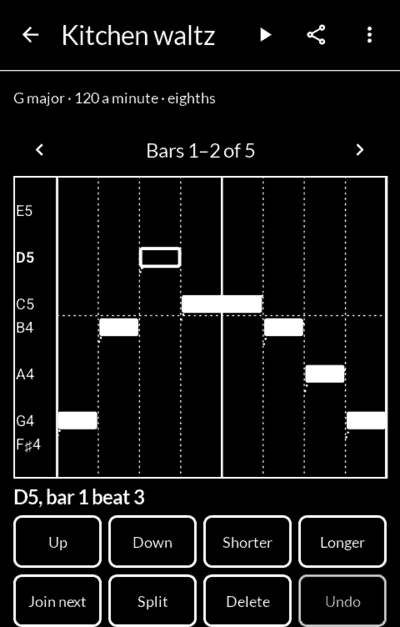 Kitchen waltz
G major · 120 a minute · eighths
Bars 1–2 of 5
E5
D5
C5
B4
A4
G4
F♯4
D5, bar 1 beat 3
Up Down Shorter Longer
Join next Split Delete Undo